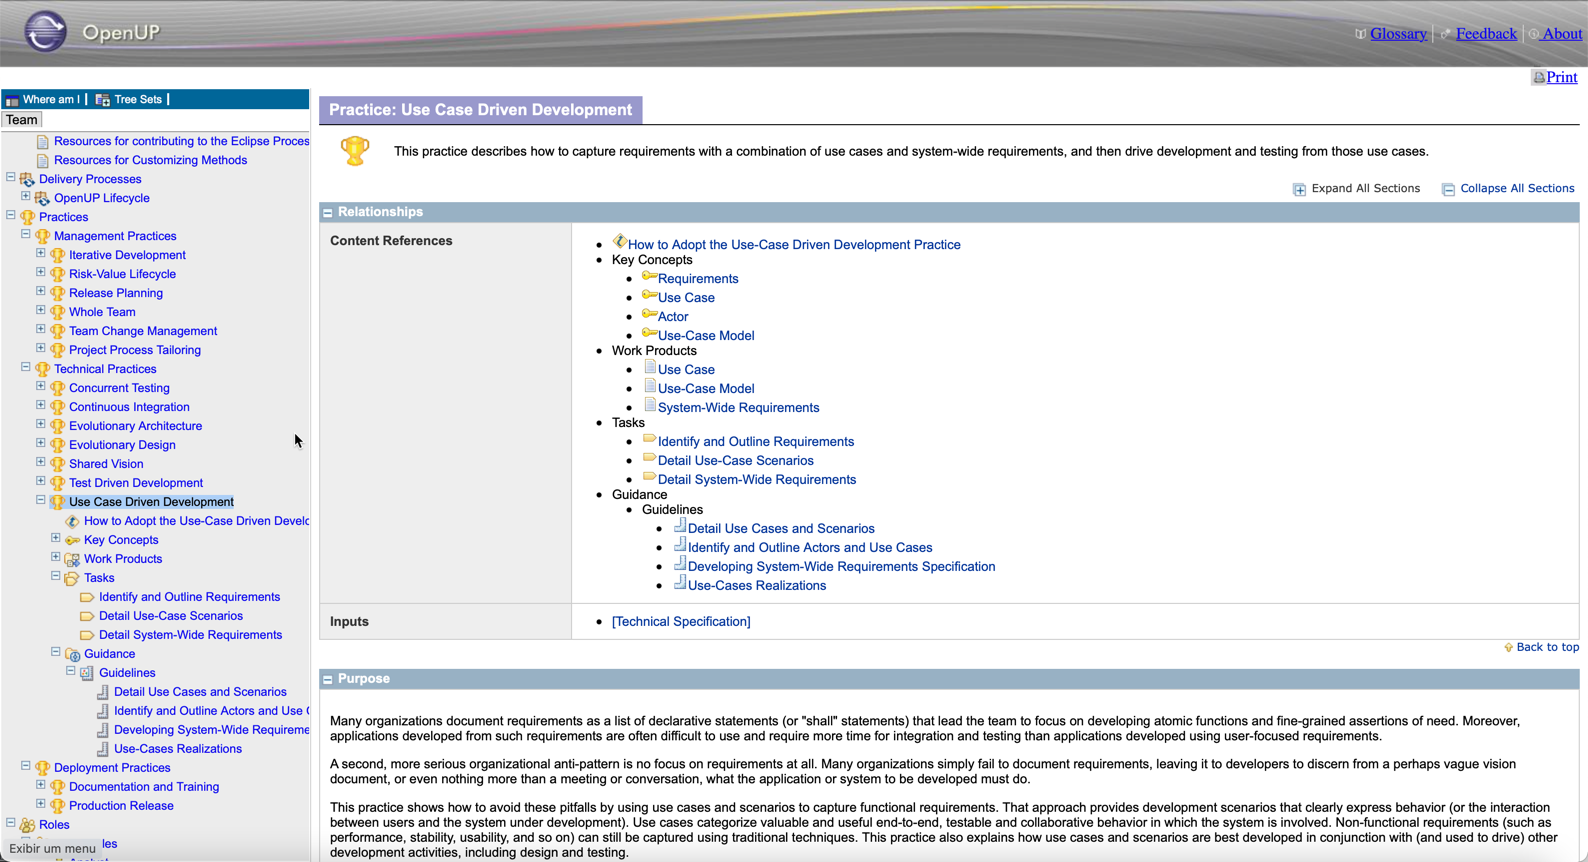 OpenUP
Glossary
Feedback
About
Print
Where am I
Tree Sets
Team
Resources for contributing to the Eclipse Proces
Resources for Customizing Methods
Delivery Processes
OpenUP Lifecycle
Practices
Management Practices
Iterative Development
Risk-Value Lifecycle
Release Planning
Whole Team
Team Change Management
Project Process Tailoring
Technical Practices
Concurrent Testing
Continuous Integration
Evolutionary Architecture
Evolutionary Design
Shared Vision
Test Driven Development
Use Case Driven Development
How to Adopt the Use-Case Driven Develo
Key Concepts
Work Products
Tasks
Identify and Outline Requirements
Detail Use-Case Scenarios
Detail System-Wide Requirements
Guidance
Guidelines
Detail Use Cases and Scenarios
Identify and Outline Actors and Use
Developing System-Wide Requireme
Use-Cases Realizations
Deployment Practices
Documentation and Training
Production Release
Roles
Exibir um menu
Practice: Use Case Driven Development
This practice describes how to capture requirements with a combination of use cases and system-wide requirements, and then drive development and testing from those use cases.
Expand All Sections
Collapse All Sections
Relationships
Content References
How to Adopt the Use-Case Driven Development Practice
Key Concepts
Requirements
Use Case
Actor
Use-Case Model
Work Products
Use Case
Use-Case Model
System-Wide Requirements
Tasks
Identify and Outline Requirements
Detail Use-Case Scenarios
Detail System-Wide Requirements
Guidance
Guidelines
Detail Use Cases and Scenarios
Identify and Outline Actors and Use Cases
Developing System-Wide Requirements Specification
Use-Cases Realizations
Inputs
[Technical Specification]
Back to top
Purpose
Many organizations document requirements as a list of declarative statements (or "shall" statements) that lead the team to focus on developing atomic functions and fine-grained assertions of need. Moreover,
applications developed from such requirements are often difficult to use and require more time for integration and testing than applications developed using user-focused requirements.
A second, more serious organizational anti-pattern is no focus on requirements at all. Many organizations simply fail to document requirements, leaving it to developers to discern from a perhaps vague vision
document, or even nothing more than a meeting or conversation, what the application or system to be developed must do.
This practice shows how to avoid these pitfalls by using use cases and scenarios to capture functional requirements. That approach provides development scenarios that clearly express behavior (or the interaction
between users and the system under development). Use cases categorize valuable and useful end-to-end, testable and collaborative behavior in which the system is involved. Non-functional requirements (such as
performance, stability, usability, and so on) can still be captured using traditional techniques. This practice also explains how use cases and scenarios are best developed in conjunction with (and used to drive) other
development activities, including design and testing.